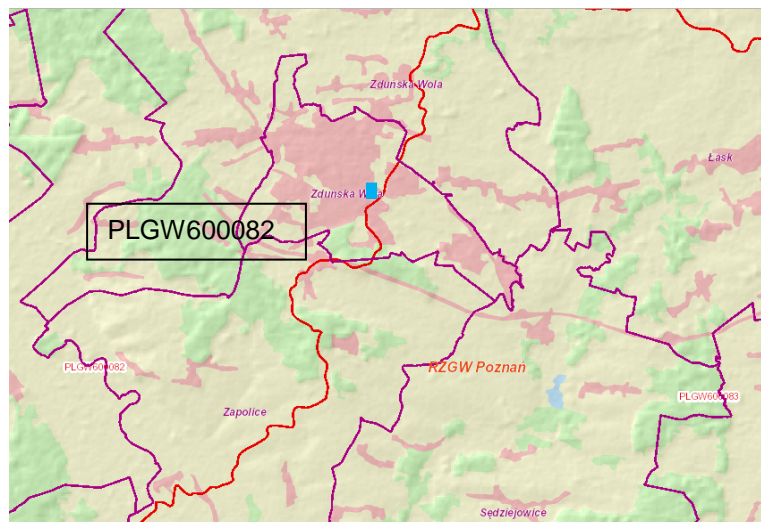 Zduńska Wola
Łask
Zduńska Wola
PLGW600082
PLGW600082
RZGW Poznań
PLGW600083
Zapolice
Sędziejowice